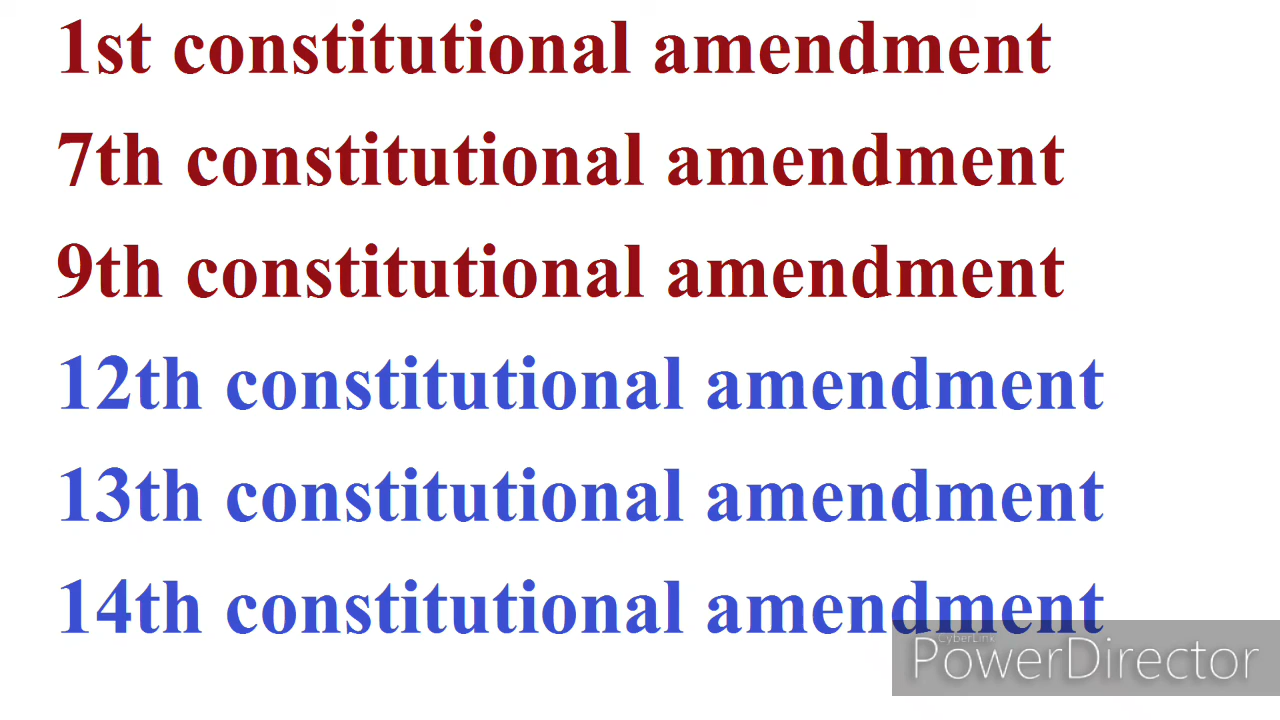 1st constitutional amendment
7th constitutional amendment
9th constitutional amendment
12th constitutional amendment
13th constitutional amendment
14th constitutional amendment
CyberLink
PowerDirector